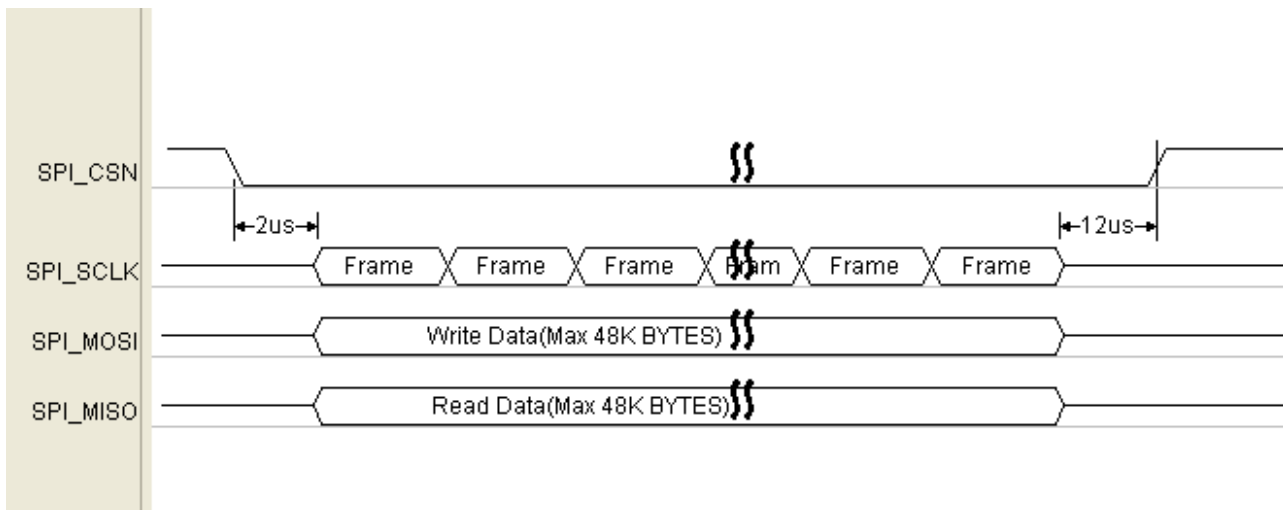 SPI_CSN
2us
12us
SPI_SCLK
Frame Frame Frame Fram Frame Frame
SPI_MOSI
Write Data(Max 48K BYTES)
SPI_MISO
Read Data(Max 48K BYTES)